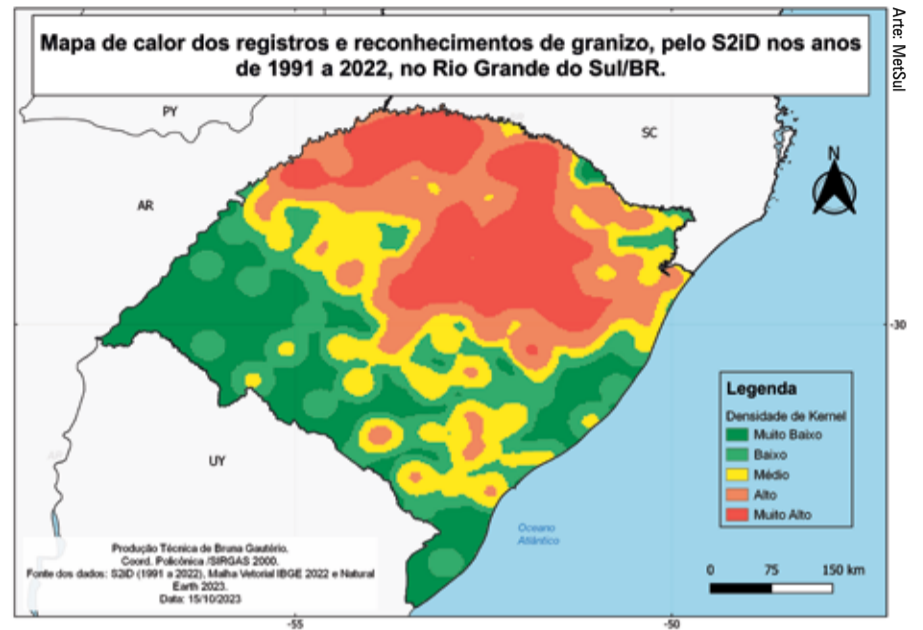 Mapa de calor dos registros e reconhecimentos de granizo, pelo S2iD nos anos
de 1991 a 2022, no Rio Grande do Sul/BR.
Arte: MetSul
PY
SC
N
AR
-30
Legenda
Densidade de Kernel
Muito Baixo
Baixo
Médio
Alto
Muito Alto
UY
Oceano
Atlântico
Produção Técnica de Bruna Gautério.
Coord. Policônica /SIRGAS 2000.
Fonte dos dados: S2iD (1991 a 2022), Malha Vetorial IBGE 2022 e Natural
Earth 2023.
Data: 15/10/2023
0 75 150 km
-55
-50